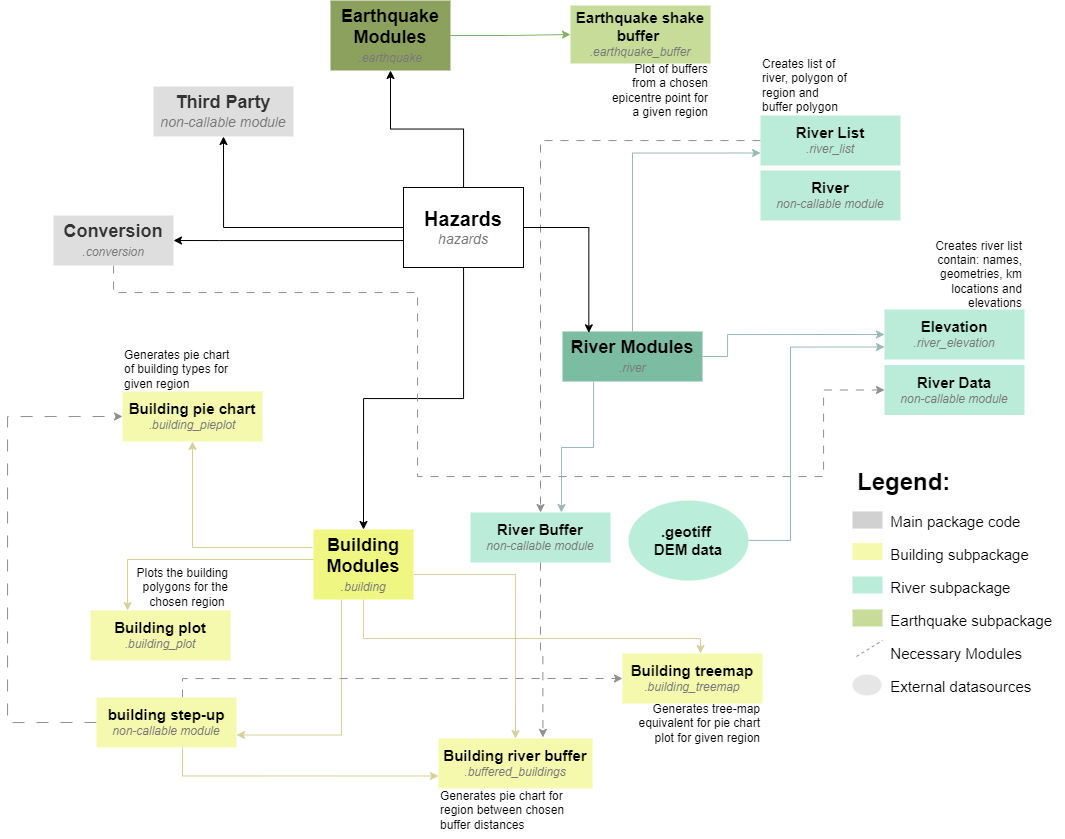 Earthquake
Modules
.earthquake
Earthquake shake
buffer
.earthquake_buffer
Plot of buffers
from a chosen
epicentre point for
a given region
Creates list of
river, polygon of
region and
buffer polygon
Third Party
non-callable module
River List
.river_list
River
non-callable module
Hazards
hazards
Conversion
.conversion
Creates river list
contain: names,
geometries, km
locations and
elevations
Elevation
.river_elevation
River Modules
.river
River Data
non-callable module
Generates pie chart
of building types for
given region
Building pie chart
.building_pieplot
Legend:
Main package code
Building subpackage
River subpackage
Earthquake subpackage
Necessary Modules
External datasources
River Buffer
non-callable module
.geotiff
DEM data
Building
Modules
.building
Plots the building
polygons for the
chosen region
Building plot
.building_plot
Building treemap
.building_treemap
Generates tree-map
equivalent for pie chart
plot for given region
building step-up
non-callable module
Building river buffer
.buffered_buildings
Generates pie chart for
region between chosen
buffer distances